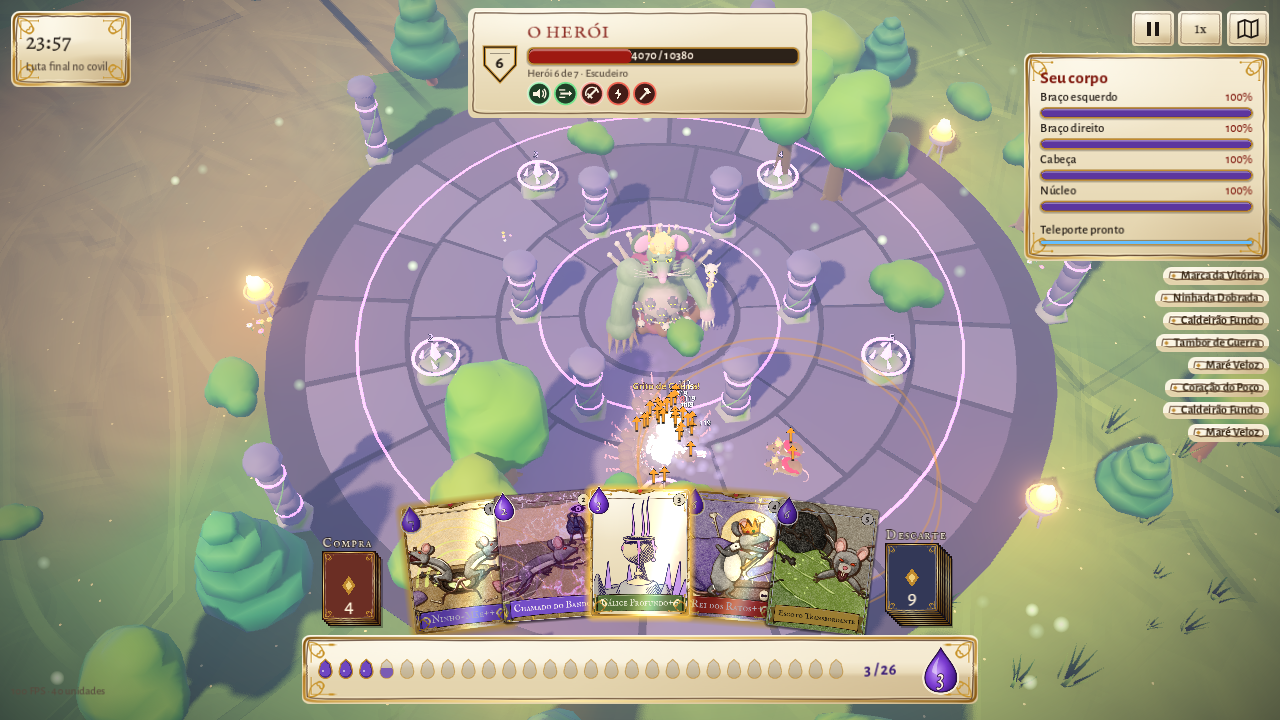 23:57
Luta final no covil
O HERÓI
6
4070/10380
Herói 6 de 7 · Escudeiro
1x
Seu corpo
Braço esquerdo 100%
Braço direito 100%
Cabeça 100%
Núcleo 100%
Teleporte pronto
Marca da Vitória
Ninhada Dobrada
Caldeirão Fundo
Tambor de Guerra
Maré Veloz
Coração do Poço
Caldeirão Fundo
Maré Veloz
Compra
4
Chamado do Bando
Cálice Profundo+
Rei dos Ratos++
Esgoto Transbordante
Descarte
9
3/26
3